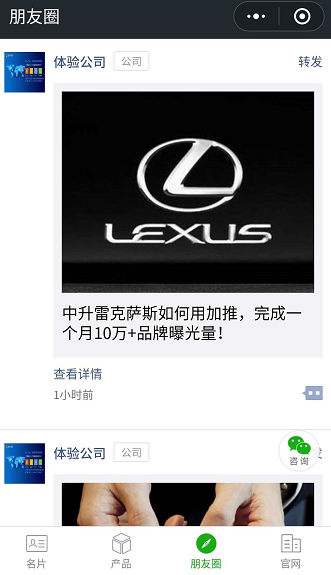 朋友圈
体验公司 公司 转发
LEXUS
中升雷克萨斯如何用加推，完成一
个月10万+品牌曝光量！
查看详情
1小时前
体验公司 公司
咨询
名片 产品 朋友圈 官网